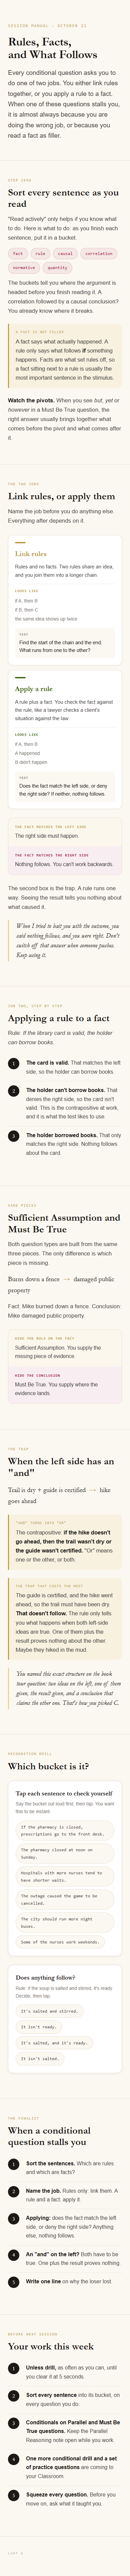 SESSION MANUAL · OCTOBER 21
Rules, Facts,
and What Follows
Every conditional question asks you to
do one of two jobs. You either link rules
together, or you apply a rule to a fact.
When one of these questions stalls you,
it is almost always because you are
doing the wrong job, or because you
read a fact as filler.
STEP ZERO
Sort every sentence as you
read
"Read actively" only helps if you know what
to do. Here is what to do: as you finish each
sentence, put it in a bucket.
fact
rule
causal
correlation
normative
quantity
The buckets tell you where the argument is
headed before you finish reading it. A
correlation followed by a causal conclusion?
You already know where it breaks.
A FACT IS NOT FILLER
A fact says what actually happened. A
rule only says what follows if something
happens. Facts are what set rules off, so
a fact sitting next to a rule is usually the
most important sentence in the stimulus.
Watch the pivots. When you see but, yet or
however in a Must Be True question, the
right answer usually brings together what
comes before the pivot and what comes after
it.
THE TWO JOBS
Link rules, or apply them
Name the job before you do anything else.
Everything after depends on it.
Link rules
Rules and no facts. Two rules share an idea,
and you join them into a longer chain.
LOOKS LIKE
if A, then B
if B, then C
the same idea shows up twice
TEST
Find the start of the chain and the end.
What runs from one to the other?
Apply a rule
A rule plus a fact. You check the fact against
the rule, like a lawyer checks a client's
situation against the law.
LOOKS LIKE
if A, then B
A happened
B didn't happen
TEST
Does the fact match the left side, or deny
the right side? If neither, nothing follows.
THE FACT MATCHES THE LEFT SIDE
The right side must happen.
THE FACT MATCHES THE RIGHT SIDE
Nothing follows. You can't work backwards.
The second box is the trap. A rule runs one
way. Seeing the result tells you nothing about
what caused it.
When I tried to bait you with the outcome, you
said nothing follows, and you were right. Don't
switch off that answer when someone pushes.
Keep using it.
JOB TWO, STEP BY STEP
Applying a rule to a fact
Rule: If the library card is valid, the holder
can borrow books.
1
The card is valid. That matches the left
side, so the holder can borrow books.
2
The holder can't borrow books. That
denies the right side, so the card isn't
valid. This is the contrapositive at work,
and it is what the test likes to use.
3
The holder borrowed books. That only
matches the right side. Nothing follows
about the card.
SAME PIECES
Sufficient Assumption and
Must Be True
Both question types are built from the same
three pieces. The only difference is which
piece is missing.
Burns down a fence → damaged public
property
Fact: Mike burned down a fence. Conclusion:
Mike damaged public property.
HIDE THE RULE OR THE FACT
Sufficient Assumption. You supply the
missing piece of evidence.
HIDE THE CONCLUSION
Must Be True. You supply where the
evidence lands.
THE TRAP
When the left side has an
"and"
Trail is dry + guide is certified → hike
goes ahead
"AND" TURNS INTO "OR"
The contrapositive: if the hike doesn't
go ahead, then the trail wasn't dry or
the guide wasn't certified. "Or" means
one or the other, or both.
THE TRAP THAT COSTS THE MOST
The guide is certified, and the hike went
ahead, so the trail must have been dry.
That doesn't follow. The rule only tells
you what happens when both left-side
ideas are true. One of them plus the
result proves nothing about the other.
Maybe they hiked in the mud.
You named this exact structure on the book
tour question: two ideas on the left, one of them
given, the result given, and a conclusion that
claims the other one. That's how you picked C.
RECOGNITION DRILL
Which bucket is it?
Tap each sentence to check yourself
Say the bucket out loud first, then tap. You want
this to be instant.
If the pharmacy is closed,
prescriptions go to the front desk.
The pharmacy closed at noon on
Sunday.
Hospitals with more nurses tend to
have shorter waits.
The outage caused the game to be
cancelled.
The city should run more night
buses.
Some of the nurses work weekends.
Does anything follow?
Rule: if the soup is salted and stirred, it's ready.
Decide, then tap.
It's salted and stirred.
It isn't ready.
It's salted, and it's ready.
It isn't salted.
THE FINALIST
When a conditional
question stalls you
1
Sort the sentences. Which are rules
and which are facts?
2
Name the job. Rules only: link them. A
rule and a fact: apply it.
3
Applying: does the fact match the left
side, or deny the right side? Anything
else, nothing follows.
4
An "and" on the left? Both have to be
true. One plus the result proves nothing.
5
Write one line on why the loser lost.
BEFORE NEXT SESSION
Your work this week
1
Unless drill, as often as you can, until
you clear it at 5 seconds.
2
Sort every sentence into its bucket, on
every question you do.
3
Conditionals on Parallel and Must Be
True questions. Keep the Parallel
Reasoning note open while you work.
4
One more conditional drill and a set
of practice questions are coming to
your Classroom.
5
Squeeze every question. Before you
move on, ask what it taught you.